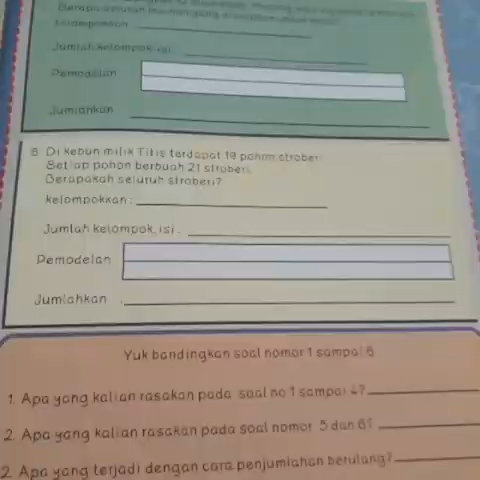 Jumlah kelompok, isi :
Pemodelan
Jumlahkan
6. Di kebun milik Titis terdapat 19 pohon stroberi.
Setiap pohon berbuah 21 stroberi.
Berapakah seluruh stroberi?
kelompokkan :
Jumlah kelompok, isi :
Pemodelan
Jumlahkan :
Yuk bandingkan soal nomor 1 sampai 6
1. Apa yang kalian rasakan pada soal no 1 sampai 4?
2. Apa yang kalian rasakan pada soal nomor 5 dan 6?
2. Apa yang terjadi dengan cara penjumlahan berulang?